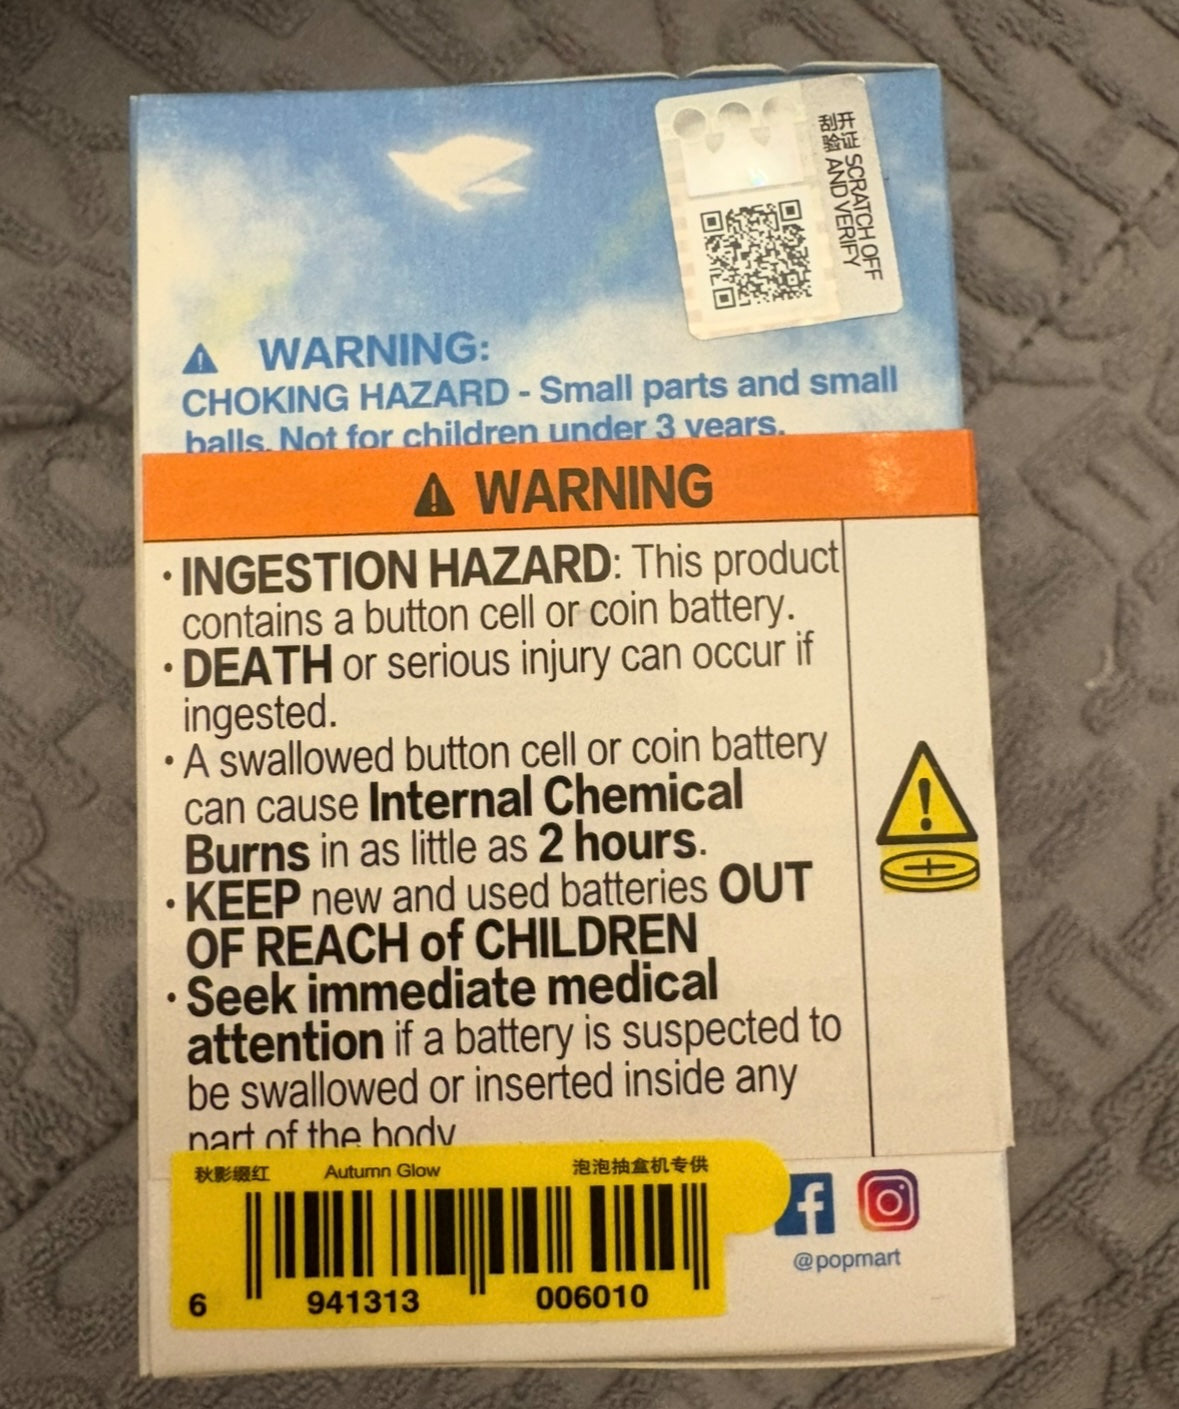 开证 SCRATCH OFF
刮验 AND VERIFY
WARNING:
CHOKING HAZARD - Small parts and small
balls. Not for children under 3 years.
WARNING
· INGESTION HAZARD: This product
contains a button cell or coin battery.
· DEATH or serious injury can occur if
ingested.
· A swallowed button cell or coin battery
can cause Internal Chemical
Burns in as little as 2 hours.
· KEEP new and used batteries OUT
OF REACH of CHILDREN
· Seek immediate medical
attention if a battery is suspected to
be swallowed or inserted inside any
part of the body
秋影缀红 Autumn Glow 泡泡抽盒机专供
6 941313 006010
@popmart